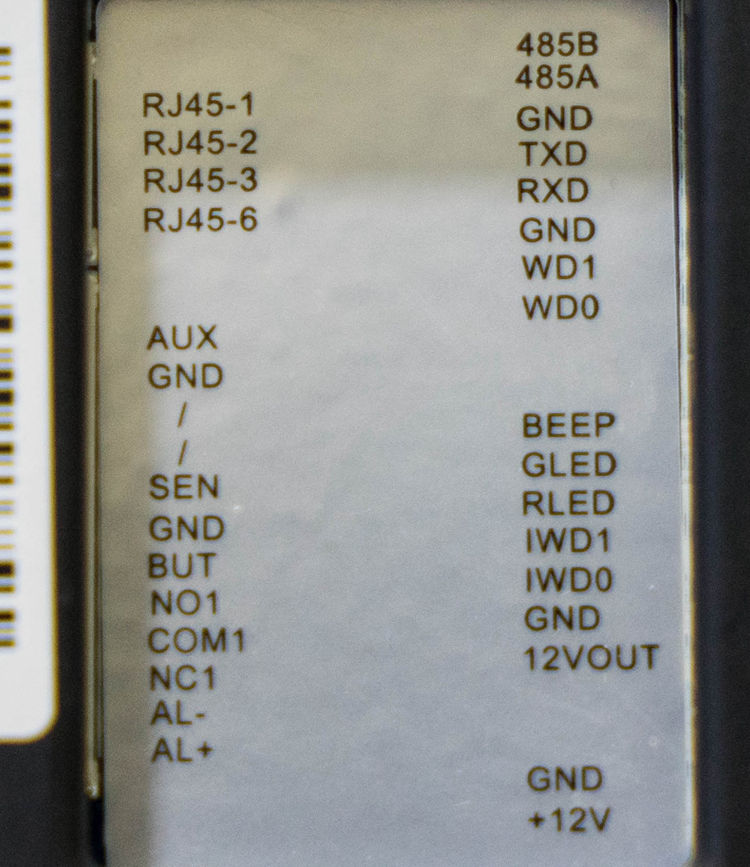 RJ45-1
RJ45-2
RJ45-3
RJ45-6
AUX
GND
/
/
SEN
GND
BUT
NO1
COM1
NC1
AL-
AL+
485B
485A
GND
TXD
RXD
GND
WD1
WD0
BEEP
GLED
RLED
IWD1
IWD0
GND
12VOUT
GND
+12V